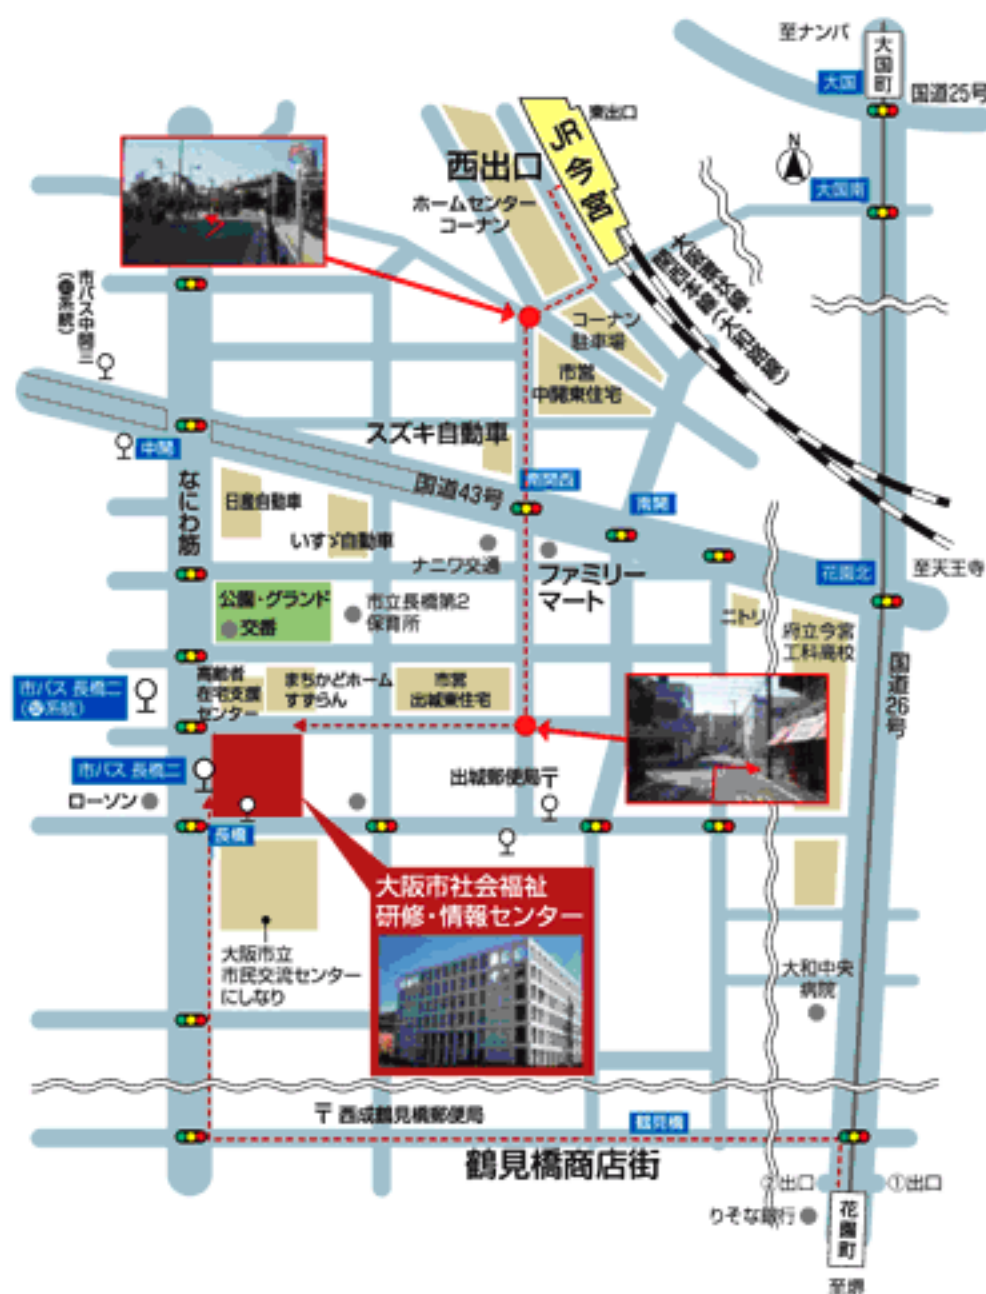 至ナンバ
大国町
大国
国道25号
東出口
JR今宮
西出口
N
大国南
ホームセンター
コーナン
大阪環状線・
関西本線(大和路線)
市バス中開三
コーナン
駐車場
市営
中開東住宅
スズキ自動車
中開
なにわ筋
国道43号
南開西
南開
日産自動車
いすゞ自動車
ナニワ交通
ファミリー
マート
花園北
至天王寺
公園・グランド
交番
市立長橋第2
保育所
ニトリ
府立今宮
工科高校
国道26号
高齢者
在宅支援
センター
まちかどホーム
すずらん
市営
出城東住宅
市バス 長橋二
市バス 長橋二
出城郵便局〒
ローソン
長橋
大阪市社会福祉
研修・情報センター
大阪市立
市民交流センター
にしなり
大和中央
病院
〒西成鶴見橋郵便局
鶴見橋
鶴見橋商店街
②出口
①出口
りそな銀行
花園町
至堺